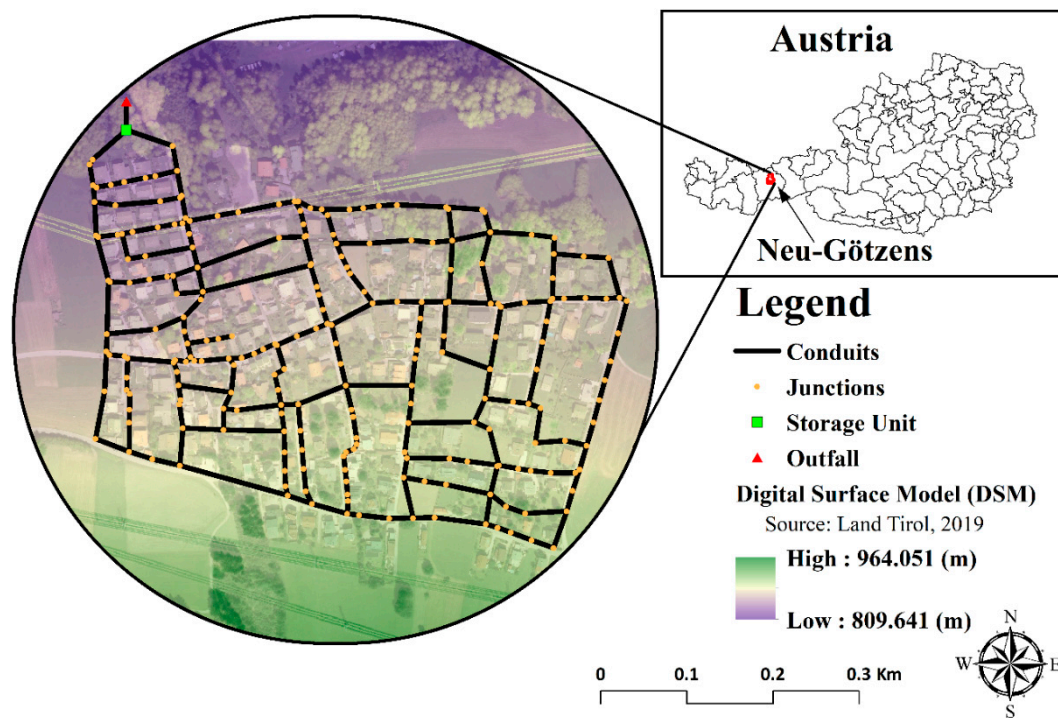 Austria
Neu-Götzens
Legend
Conduits
Junctions
Storage Unit
Outfall
Digital Surface Model (DSM)
Source: Land Tirol, 2019
High : 964.051 (m)
Low : 809.641 (m)
N
W E
S
0 0.1 0.2 0.3 Km